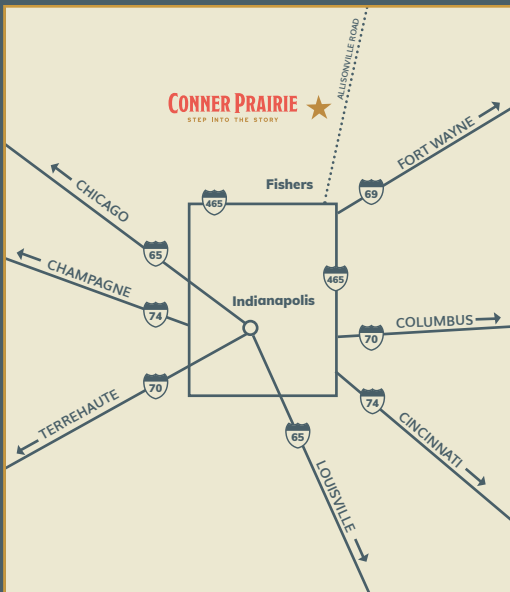 ALLISONVILLE ROAD
CONNER PRAIRIE
STEP INTO THE STORY
FORT WAYNE
69
Fishers
465
CHICAGO
65
465
CHAMPAGNE
74
Indianapolis
COLUMBUS
70
TERREHAUTE
70
74
CINCINNATI
65
LOUISVILLE